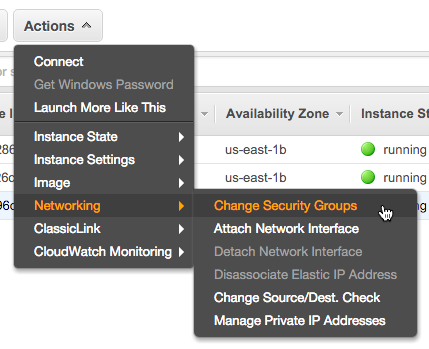 Actions
Connect
Get Windows Password
Launch More Like This
Availability Zone
Instance St
Instance State
us-east-1b
running
Instance Settings
Image
us-east-1b
running
Networking
Change Security Groups
ClassicLink
Attach Network Interface
CloudWatch Monitoring
Detach Network Interface
Disassociate Elastic IP Address
Change Source/Dest. Check
Manage Private IP Addresses